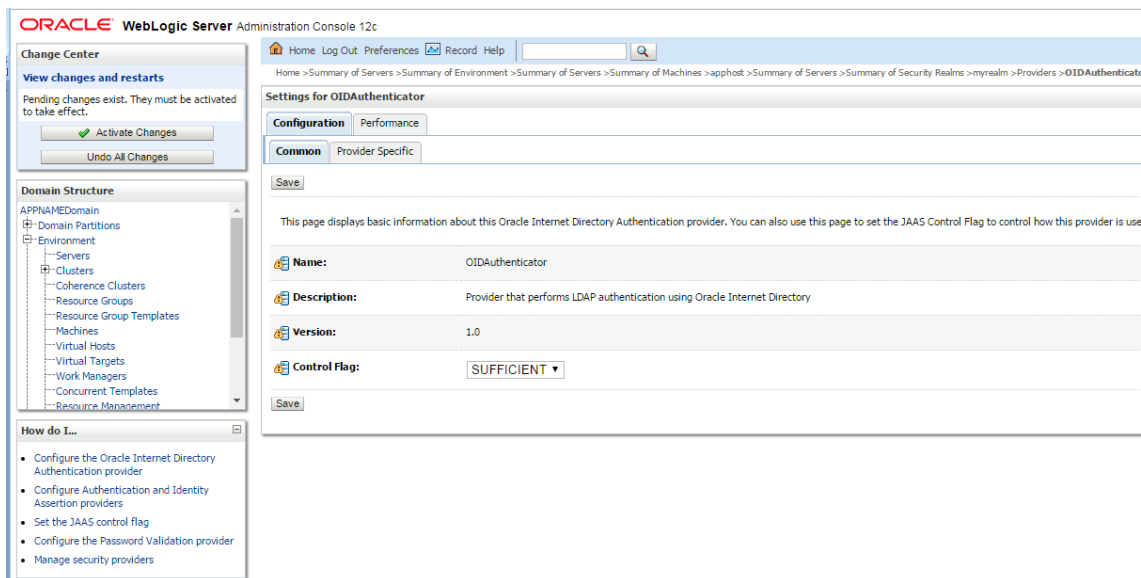 ORACLE WebLogic Server Administration Console 12c
Change Center
View changes and restarts
Pending changes exist. They must be activated
to take effect.
Activate Changes
Undo All Changes
Domain Structure
APPNAMEDomain
Domain Partitions
Environment
Servers
Clusters
Coherence Clusters
Resource Groups
Resource Group Templates
Machines
Virtual Hosts
Virtual Targets
Work Managers
Concurrent Templates
Resource Management
How do I...
Configure the Oracle Internet Directory
Authentication provider
Configure Authentication and Identity
Assertion providers
Set the JAAS control flag
Configure the Password Validation provider
Manage security providers
Home Log Out Preferences Record Help
Home >Summary of Servers >Summary of Environment >Summary of Servers >Summary of Machines >apphost >Summary of Servers >Summary of Security Realms >myrealm >Providers >OIDAuthenticato
Settings for OIDAuthenticator
Configuration Performance
Common Provider Specific
Save
This page displays basic information about this Oracle Internet Directory Authentication provider. You can also use this page to set the JAAS Control Flag to control how this provider is use
Name: OIDAuthenticator
Description: Provider that performs LDAP authentication using Oracle Internet Directory
Version: 1.0
Control Flag: SUFFICIENT
Save